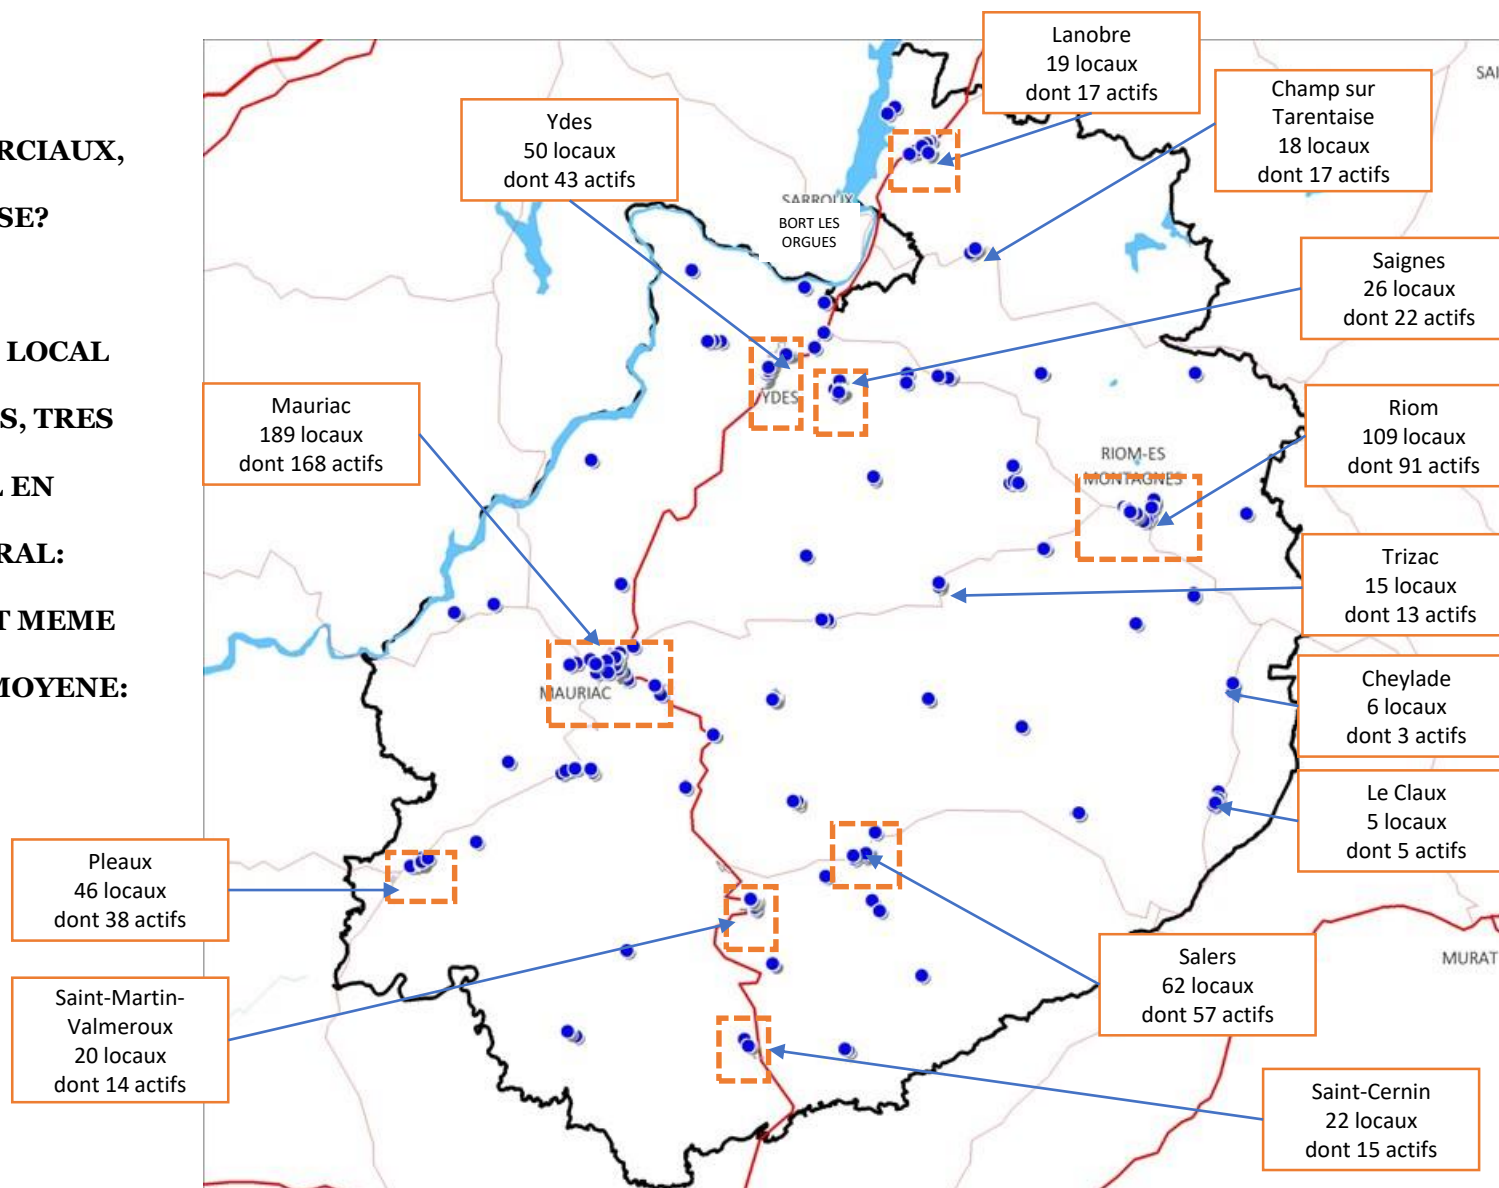 RCIAUX,
SE?
LOCAL
S, TRES
L EN
RAL:
T MEME
MOYENE:
Lanobre
19 locaux
dont 17 actifs
Champ sur
Tarentaise
18 locaux
dont 17 actifs
Ydes
50 locaux
dont 43 actifs
SAI
SARROUX
BORT LES
ORGUES
Saignes
26 locaux
dont 22 actifs
YDES
Mauriac
189 locaux
dont 168 actifs
Riom
109 locaux
dont 91 actifs
RIOM-ES
MONTAGNES
Trizac
15 locaux
dont 13 actifs
MAURIAC
Cheylade
6 locaux
dont 3 actifs
Le Claux
5 locaux
dont 5 actifs
Pleaux
46 locaux
dont 38 actifs
Salers
62 locaux
dont 57 actifs
MURAT
Saint-Martin-
Valmeroux
20 locaux
dont 14 actifs
Saint-Cernin
22 locaux
dont 15 actifs